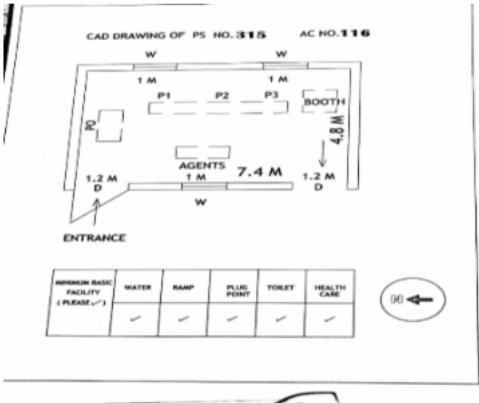 CAD DRAWING OF PS NO.315 AC NO.116
W W
1 M 1 M
P1 P2 P3
BOOTH
PO
4.8 M
AGENTS
1 M
7.4 M
1.2 M
D
1.2 M
D
W
ENTRANCE
MINIMUM BASIC FACILITY (PLEASE ✓) WATER RAMP PLUG POINT TOILET HEALTH CARE
✓ ✓ ✓ ✓ ✓